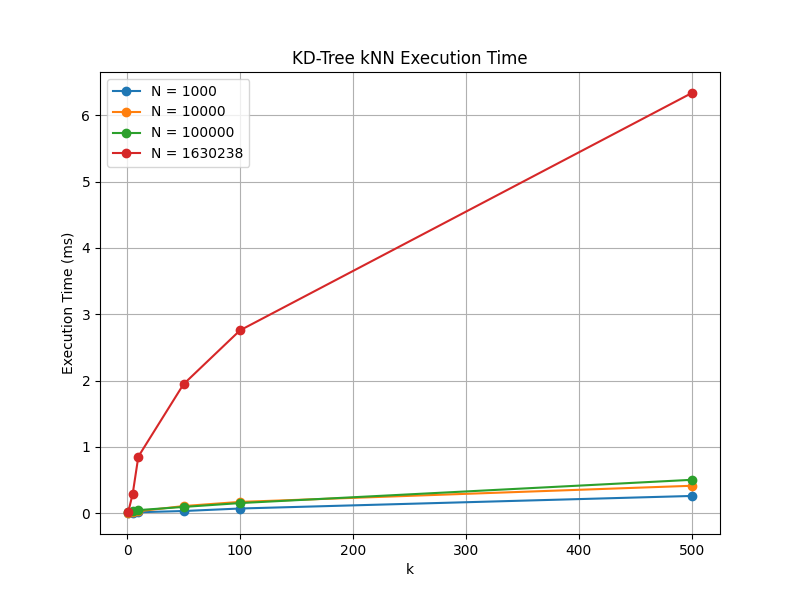 KD-Tree kNN Execution Time
N = 1000
N = 10000
N = 100000
N = 1630238
Execution Time (ms)
6
5
4
3
2
1
0
0 100 200 300 400 500
k